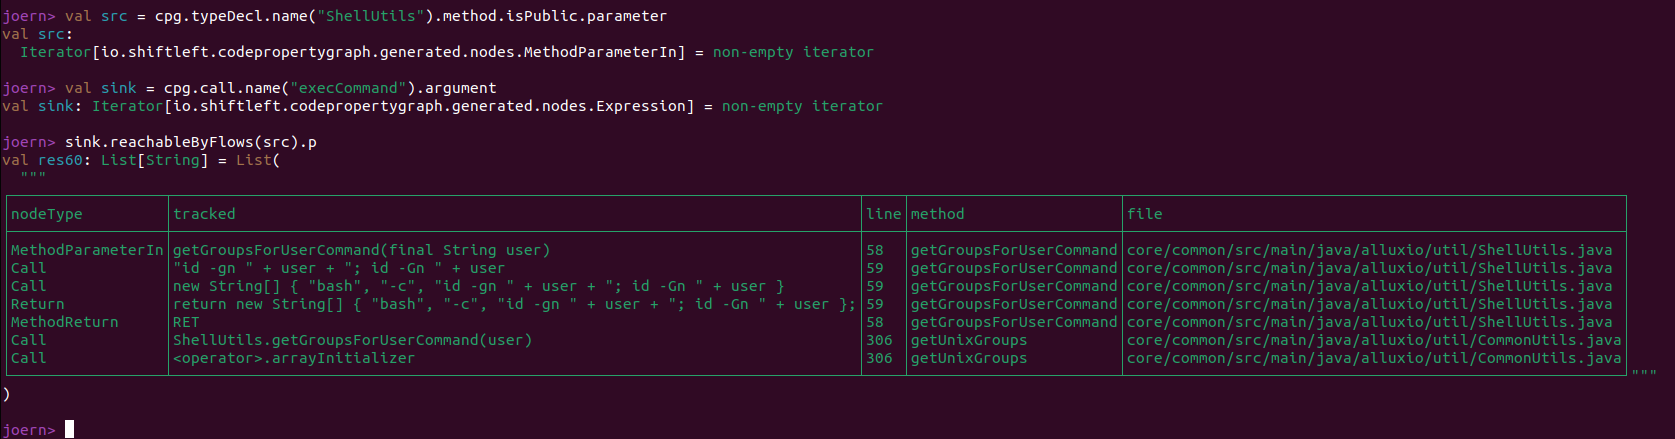 joern> val src = cpg.typeDecl.name("ShellUtils").method.isPublic.parameter
val src:
  Iterator[io.shiftleft.codepropertygraph.generated.nodes.MethodParameterIn] = non-empty iterator
joern> val sink = cpg.call.name("execCommand").argument
val sink: Iterator[io.shiftleft.codepropertygraph.generated.nodes.Expression] = non-empty iterator
joern> sink.reachableByFlows(src).p
val res60: List[String] = List(
  """
nodeType tracked line method file
MethodParameterIn getGroupsForUserCommand(final String user) 58 getGroupsForUserCommand core/common/src/main/java/alluxio/util/ShellUtils.java
Call "id -gn " + user + "; id -Gn " + user 59 getGroupsForUserCommand core/common/src/main/java/alluxio/util/ShellUtils.java
Call new String[] { "bash", "-c", "id -gn " + user + "; id -Gn " + user } 59 getGroupsForUserCommand core/common/src/main/java/alluxio/util/ShellUtils.java
Return return new String[] { "bash", "-c", "id -gn " + user + "; id -Gn " + user }; 59 getGroupsForUserCommand core/common/src/main/java/alluxio/util/ShellUtils.java
MethodReturn RET 58 getGroupsForUserCommand core/common/src/main/java/alluxio/util/ShellUtils.java
Call ShellUtils.getGroupsForUserCommand(user) 306 getUnixGroups core/common/src/main/java/alluxio/util/CommonUtils.java
Call <operator>.arrayInitializer 306 getUnixGroups core/common/src/main/java/alluxio/util/CommonUtils.java
"""
)
joern>